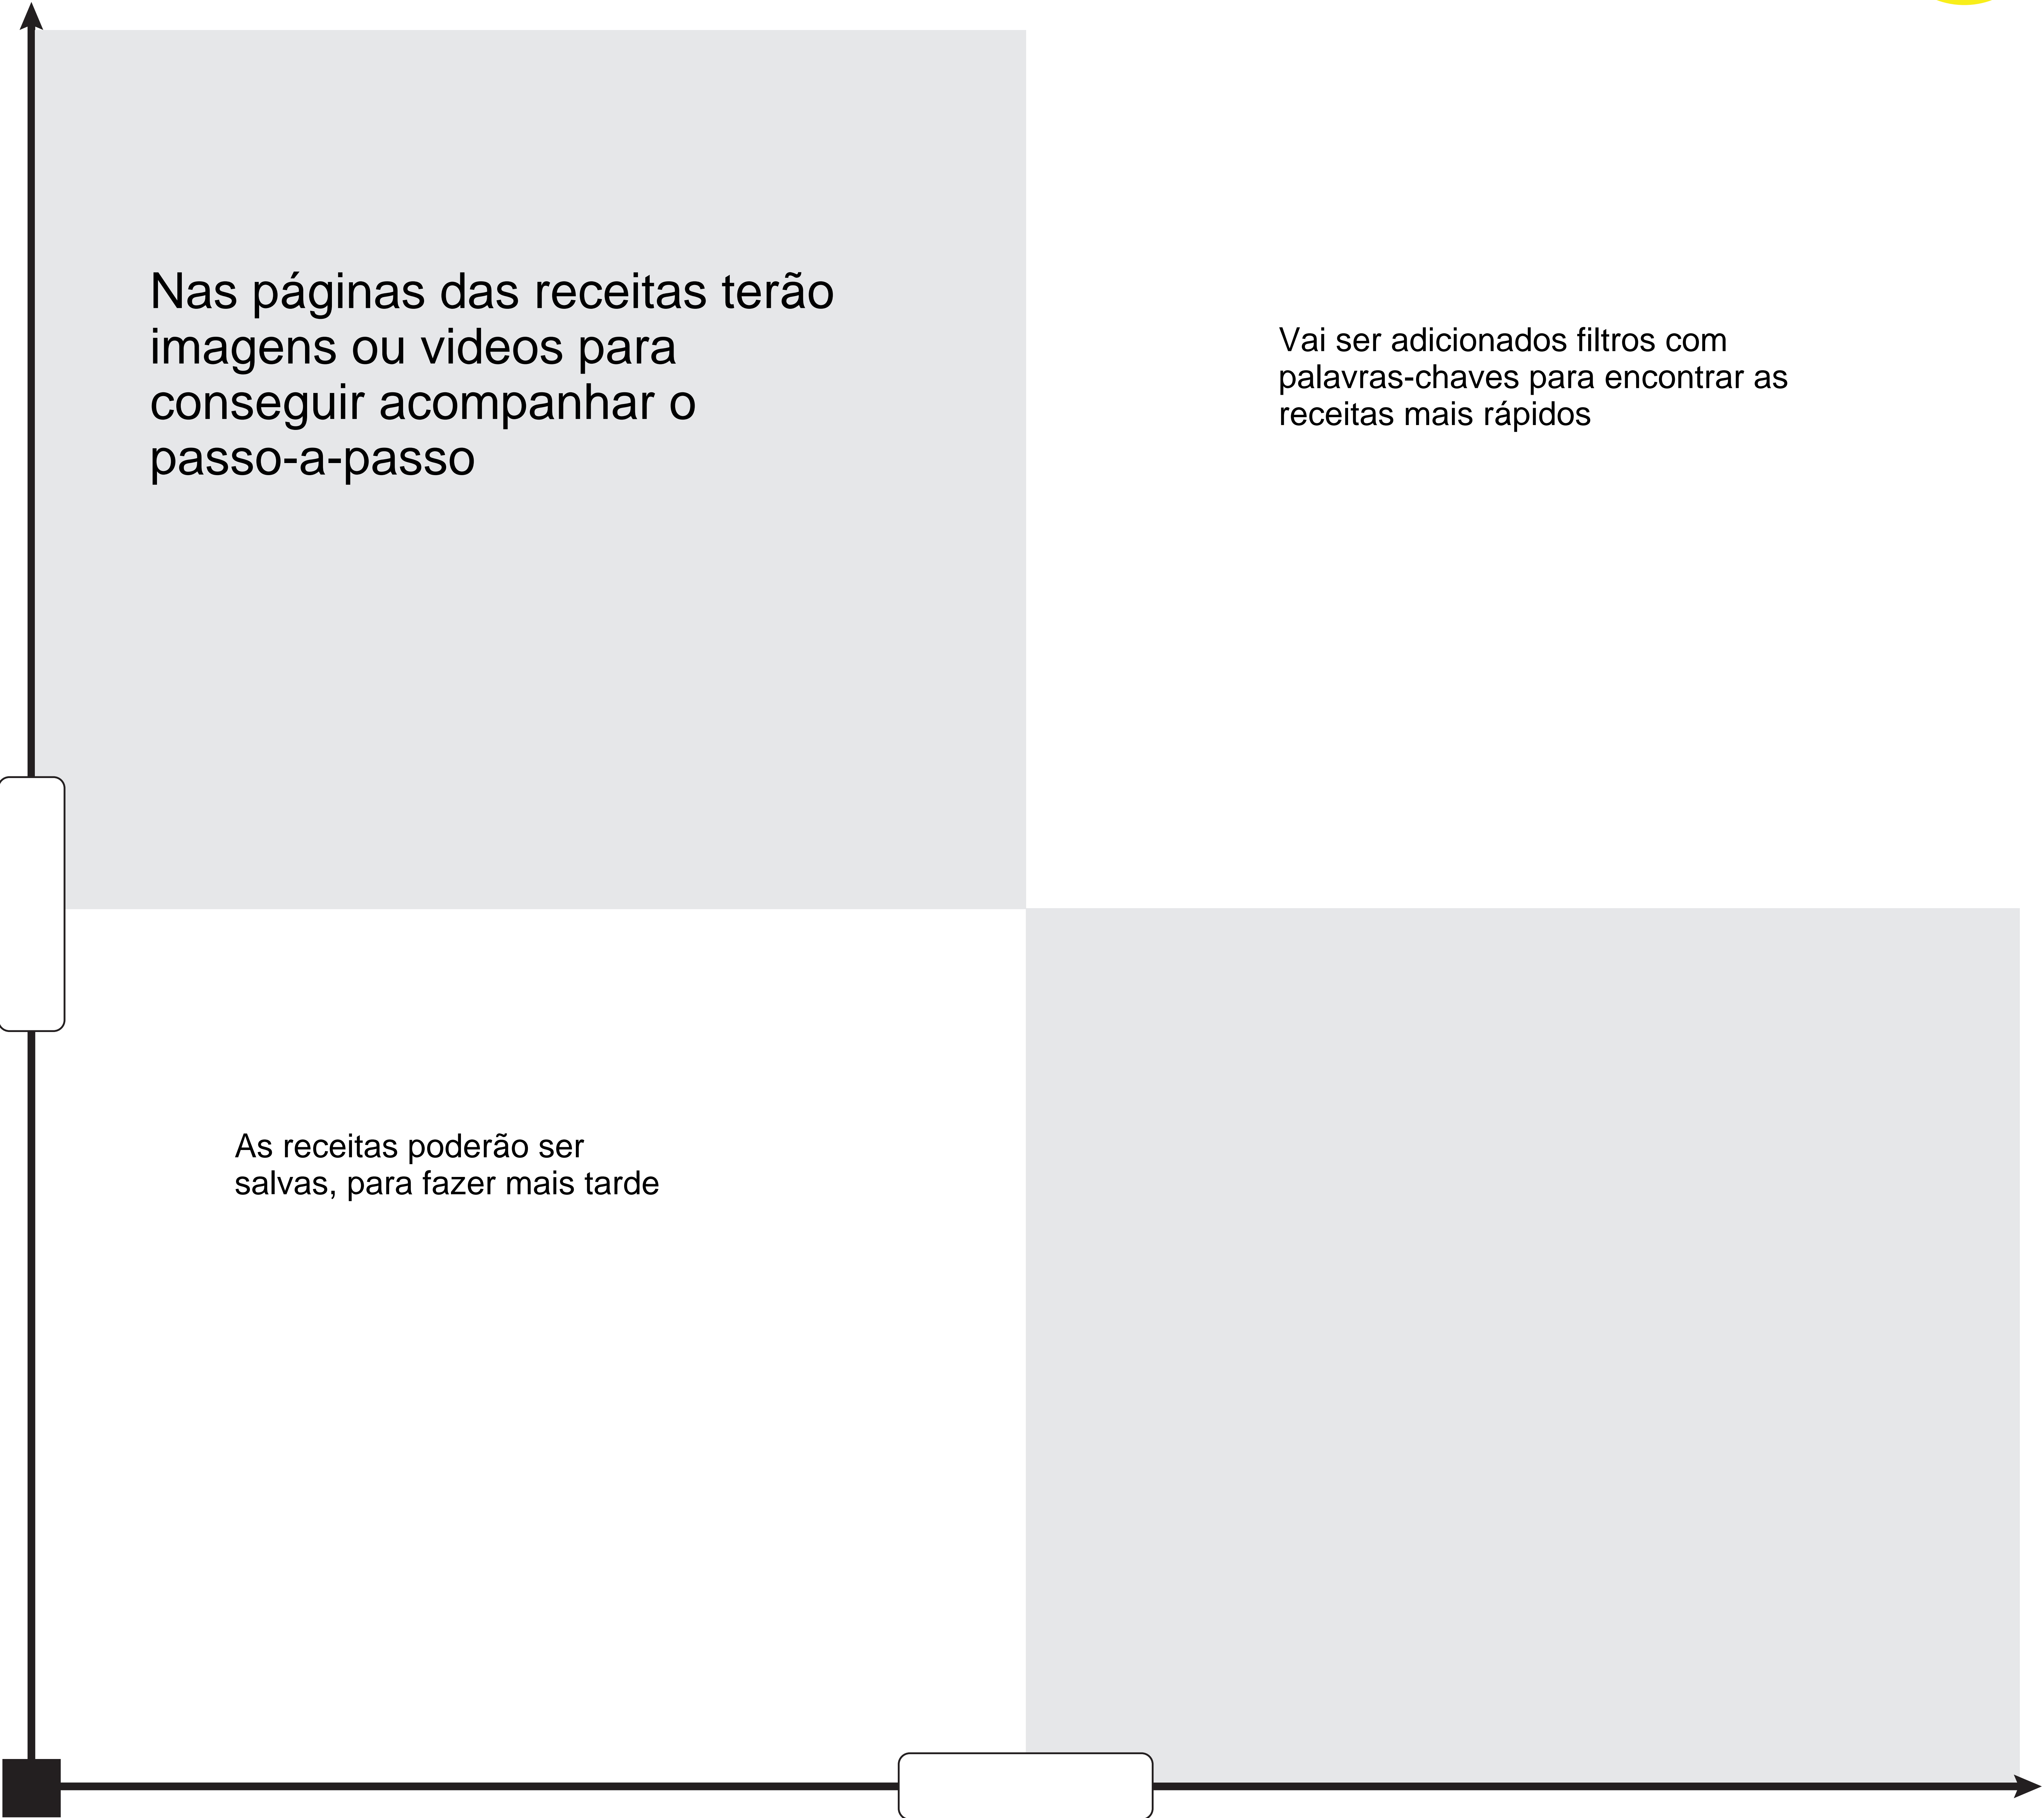 Nas páginas das receitas terão
imagens ou videos para
conseguir acompanhar o
passo-a-passo
Vai ser adicionados filtros com
palavras-chaves para encontrar as
receitas mais rápidos
As receitas poderão ser
salvas, para fazer mais tarde